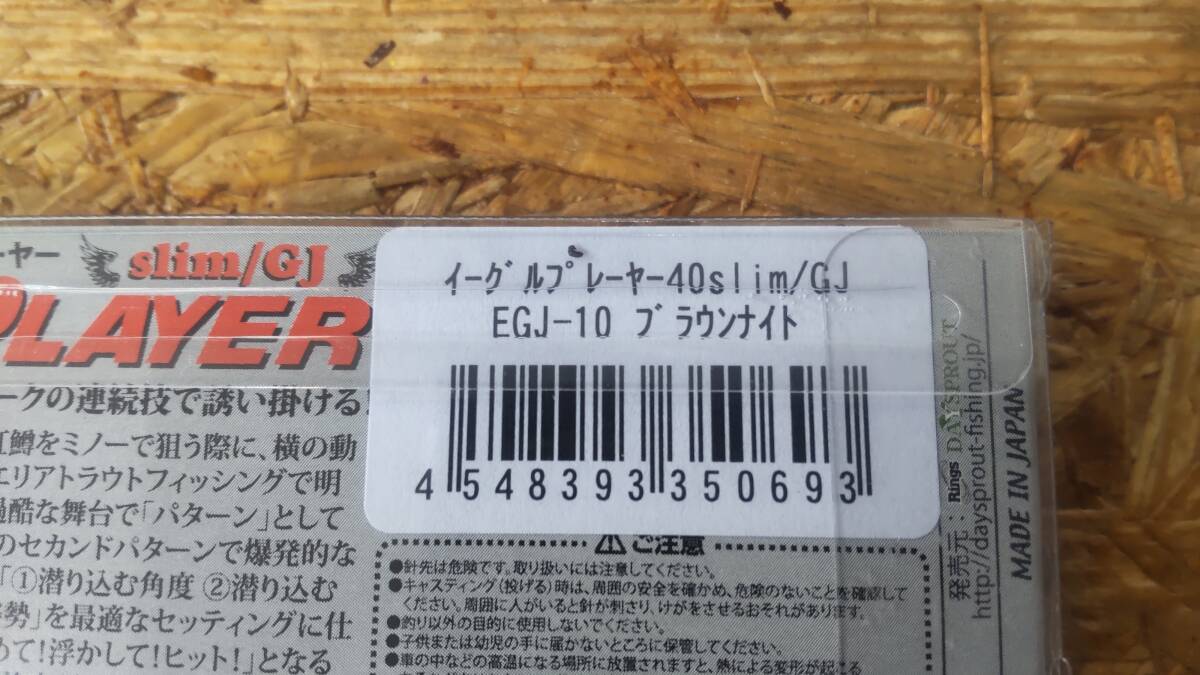 ーヤー
slim/GJ
PLAYER
ークの連続技で誘い掛ける!
虹鱒をミノーで狙う際に、横の動
エリアトラウトフィッシングで明
過酷な舞台で「パターン」として
のセカンドパターンで爆発的な
「①潜り込む角度 ②潜り込む
姿勢」を最適なセッティングに仕
めて!浮かして!ヒット!」となる
ｲｰｸﾞﾙﾌﾟﾚｰﾔｰ40slim/GJ
EGJ-10 ﾌﾞﾗｳﾝﾅｲﾄ
4 548393 350693
⚠ご注意
●針先は危険です。取り扱いには注意してください。
●キャスティング(投げる)時は、周囲の安全を確かめ、危険のないことを確認して
ください。周囲に人がいると針が刺さり、けがをさせるおそれがあります。
●釣り以外の目的に使用しないでください。
●子供または幼児の手に届かないところに保管してください。
●車の中などの高温になる場所に放置されますと、熱による変形が起こる
発売元：Rings DAYSPROUT
http://daysprout-fishing.jp/
MADE IN JAPAN